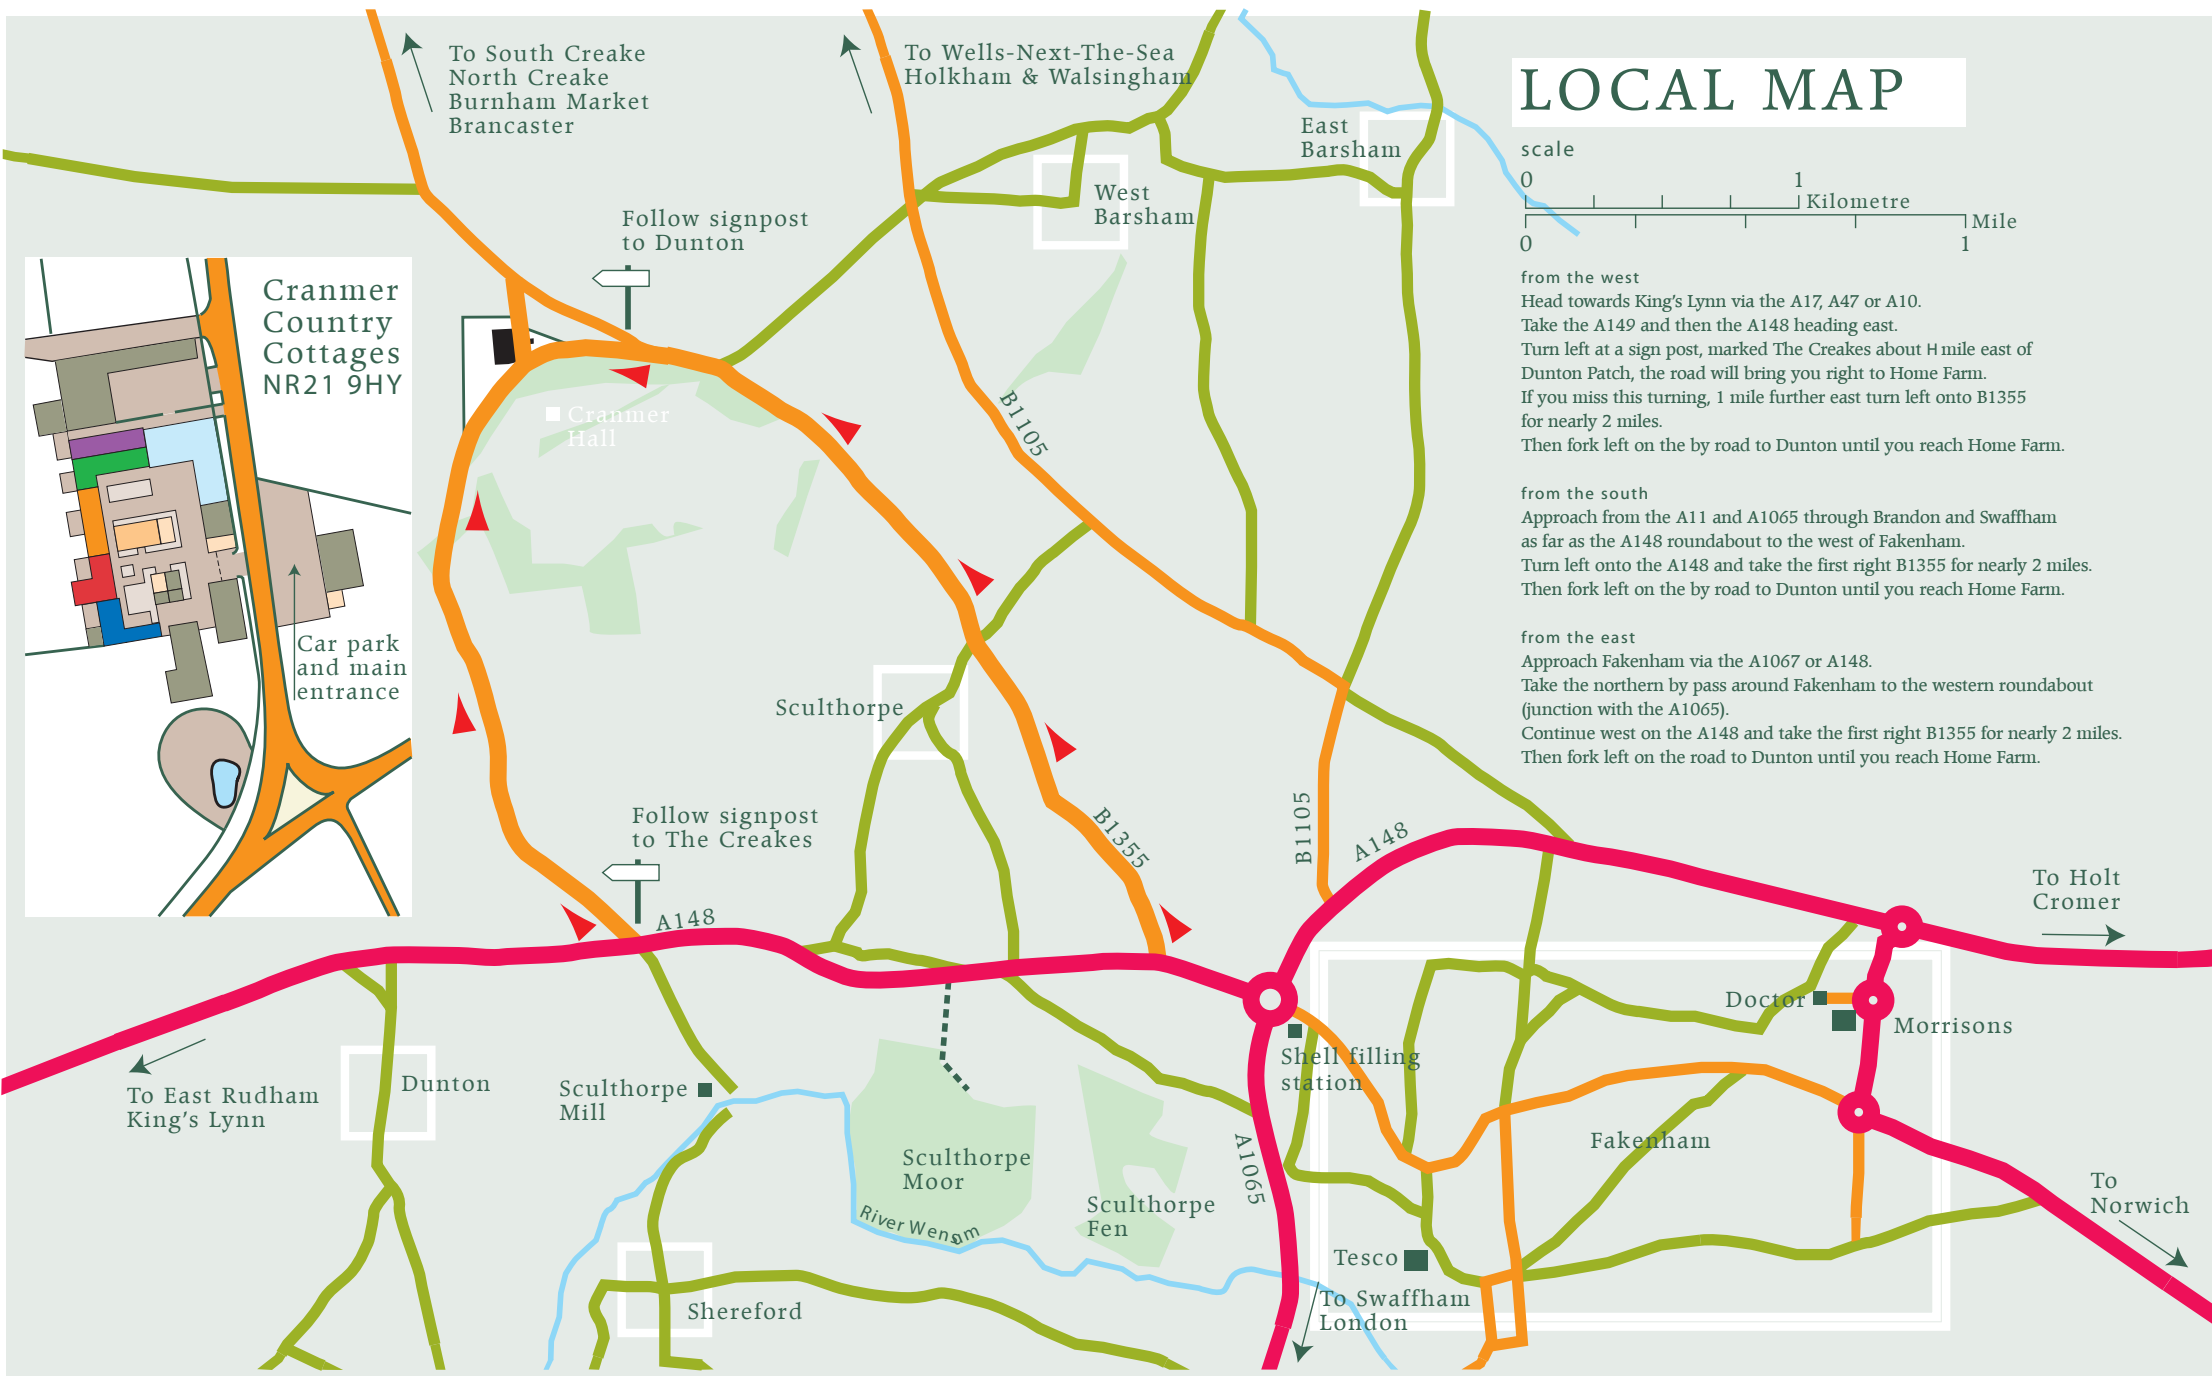 To South Creake
North Creake
Burnham Market
Brancaster
To Wells-Next-The-Sea
Holkham & Walsingham
LOCAL MAP
scale
0
1
Kilometre
Mile
0
1
East
Barsham
West
Barsham
Follow signpost
to Dunton
Cranmer
Country
Cottages
NR21 9HY
Car park
and main
entrance
Cranmer
Hall
B1105
from the west
Head towards King's Lynn via the A17, A47 or A10.
Take the A149 and then the A148 heading east.
Turn left at a sign post, marked The Creakes about H mile east of
Dunton Patch, the road will bring you right to Home Farm.
If you miss this turning, 1 mile further east turn left onto B1355
for nearly 2 miles.
Then fork left on the by road to Dunton until you reach Home Farm.
from the south
Approach from the A11 and A1065 through Brandon and Swaffham
as far as the A148 roundabout to the west of Fakenham.
Turn left onto the A148 and take the first right B1355 for nearly 2 miles.
Then fork left on the by road to Dunton until you reach Home Farm.
from the east
Approach Fakenham via the A1067 or A148.
Take the northern by pass around Fakenham to the western roundabout
(junction with the A1065).
Continue west on the A148 and take the first right B1355 for nearly 2 miles.
Then fork left on the road to Dunton until you reach Home Farm.
Sculthorpe
Follow signpost
to The Creakes
B1355
B1105
A148
A148
To Holt
Cromer
Doctor
Morrisons
Shell filling
station
To East Rudham
King's Lynn
Dunton
Sculthorpe
Mill
Sculthorpe
Moor
River Wensum
Sculthorpe
Fen
A1065
Fakenham
To
Norwich
Tesco
To Swaffham
London
Shereford